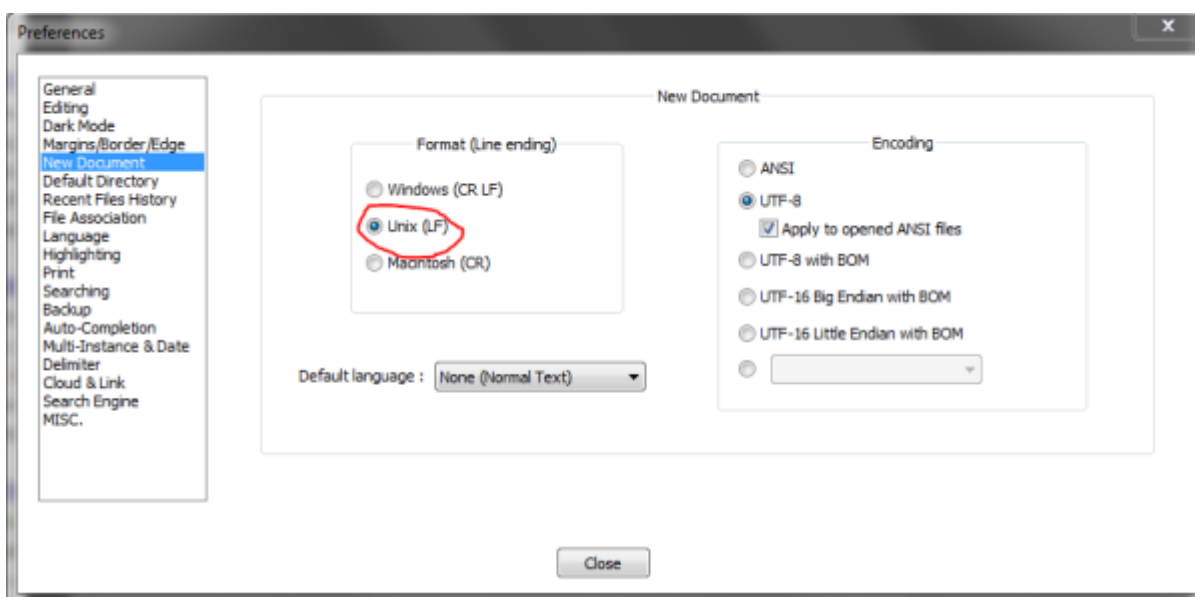 Preferences
x
General
Editing
Dark Mode
Margins/Border/Edge
New Document
Default Directory
Recent Files History
File Association
Language
Highlighting
Print
Searching
Backup
Auto-Completion
Multi-Instance & Date
Delimiter
Cloud & Link
Search Engine
MISC.
New Document
Format (Line ending)
Windows (CR LF)
Unix (LF)
Macintosh (CR)
Default language :
None (Normal Text)
Encoding
ANSI
UTF-8
Apply to opened ANSI files
UTF-8 with BOM
UTF-16 Big Endian with BOM
UTF-16 Little Endian with BOM
Close